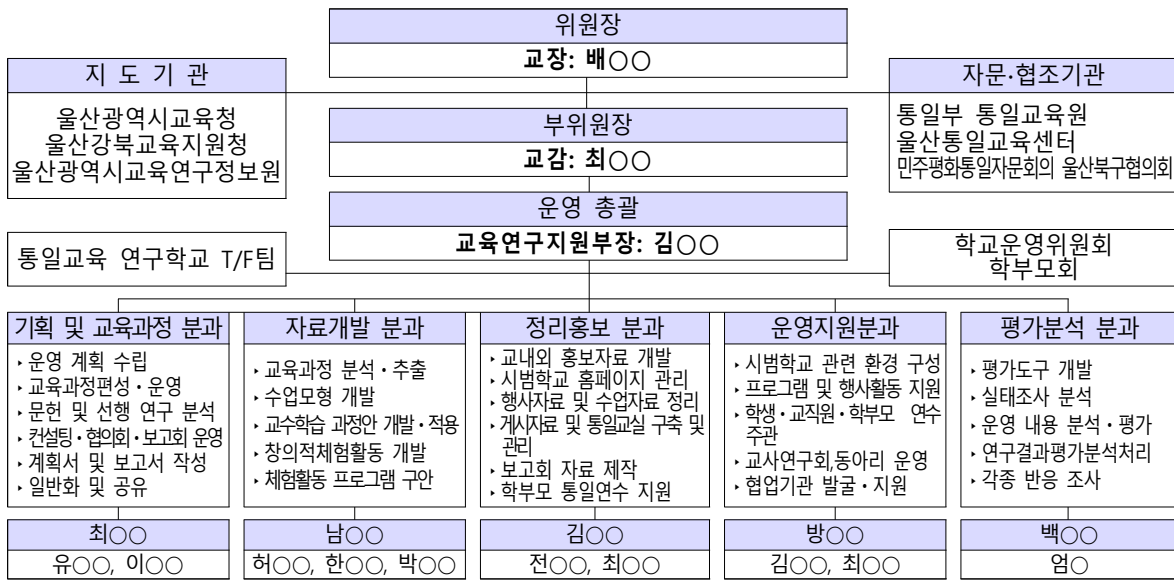 위원장
교장: 배○○
지 도 기 관
울산광역시교육청
울산강북교육지원청
울산광역시교육연구정보원
자문·협조기관
통일부 통일교육원
울산통일교육센터
민주평화통일자문회의 울산북구협의회
부위원장
교감: 최○○
운영 총괄
교육연구지원부장: 김○○
통일교육 연구학교 T/F팀
학교운영위원회
학부모회
기획 및 교육과정 분과
‣ 운영 계획 수립
‣ 교육과정편성・운영
‣ 문헌 및 선행 연구 분석
‣ 컨설팅・협의회・보고회 운영
‣ 계획서 및 보고서 작성
‣ 일반화 및 공유
최○○
유○○, 이○○
자료개발 분과
‣ 교육과정 분석・추출
‣ 수업모형 개발
‣ 교수학습 과정안 개발・적용
‣ 창의적체험활동 개발
‣ 체험활동 프로그램 구안
남○○
허○○, 한○○, 박○○
정리홍보 분과
‣ 교내외 홍보자료 개발
‣ 시범학교 홈페이지 관리
‣ 행사자료 및 수업자료 정리
‣ 게시자료 및 통일교실 구축 및
관리
‣ 보고회 자료 제작
‣ 학부모 통일연수 지원
김○○
전○○, 최○○
운영지원분과
‣ 시범학교 관련 환경 구성
‣ 프로그램 및 행사활동 지원
‣ 학생・교직원・학부모 연수
주관
‣ 교사연구회,동아리 운영
‣ 협업기관 발굴・지원
방○○
김○○, 최○○
평가분석 분과
‣ 평가도구 개발
‣ 실태조사 분석
‣ 운영 내용 분석・평가
‣ 연구결과평가분석처리
‣ 각종 반응 조사
백○○
엄○